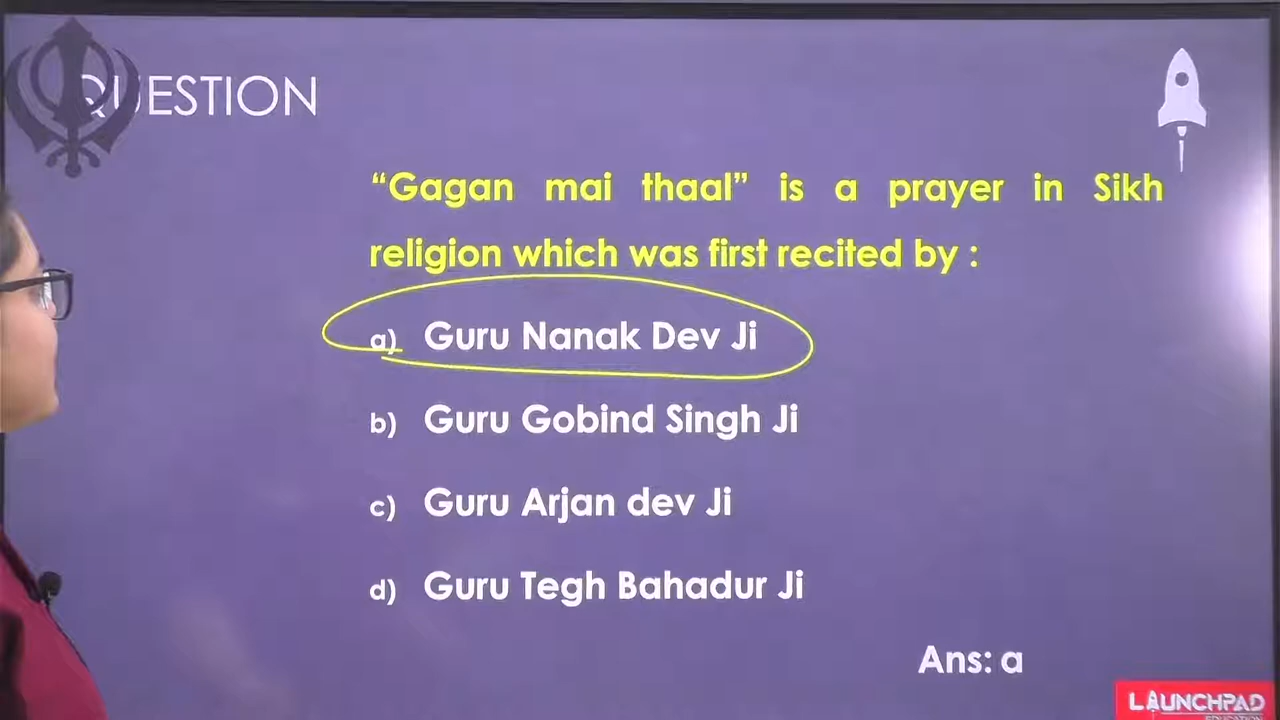 QUESTION
“Gagan mai thaal” is a prayer in Sikh
religion which was first recited by :
a) Guru Nanak Dev Ji
b) Guru Gobind Singh Ji
c) Guru Arjan dev Ji
d) Guru Tegh Bahadur Ji
Ans: a
LAUNCHPAD
EDUCATION